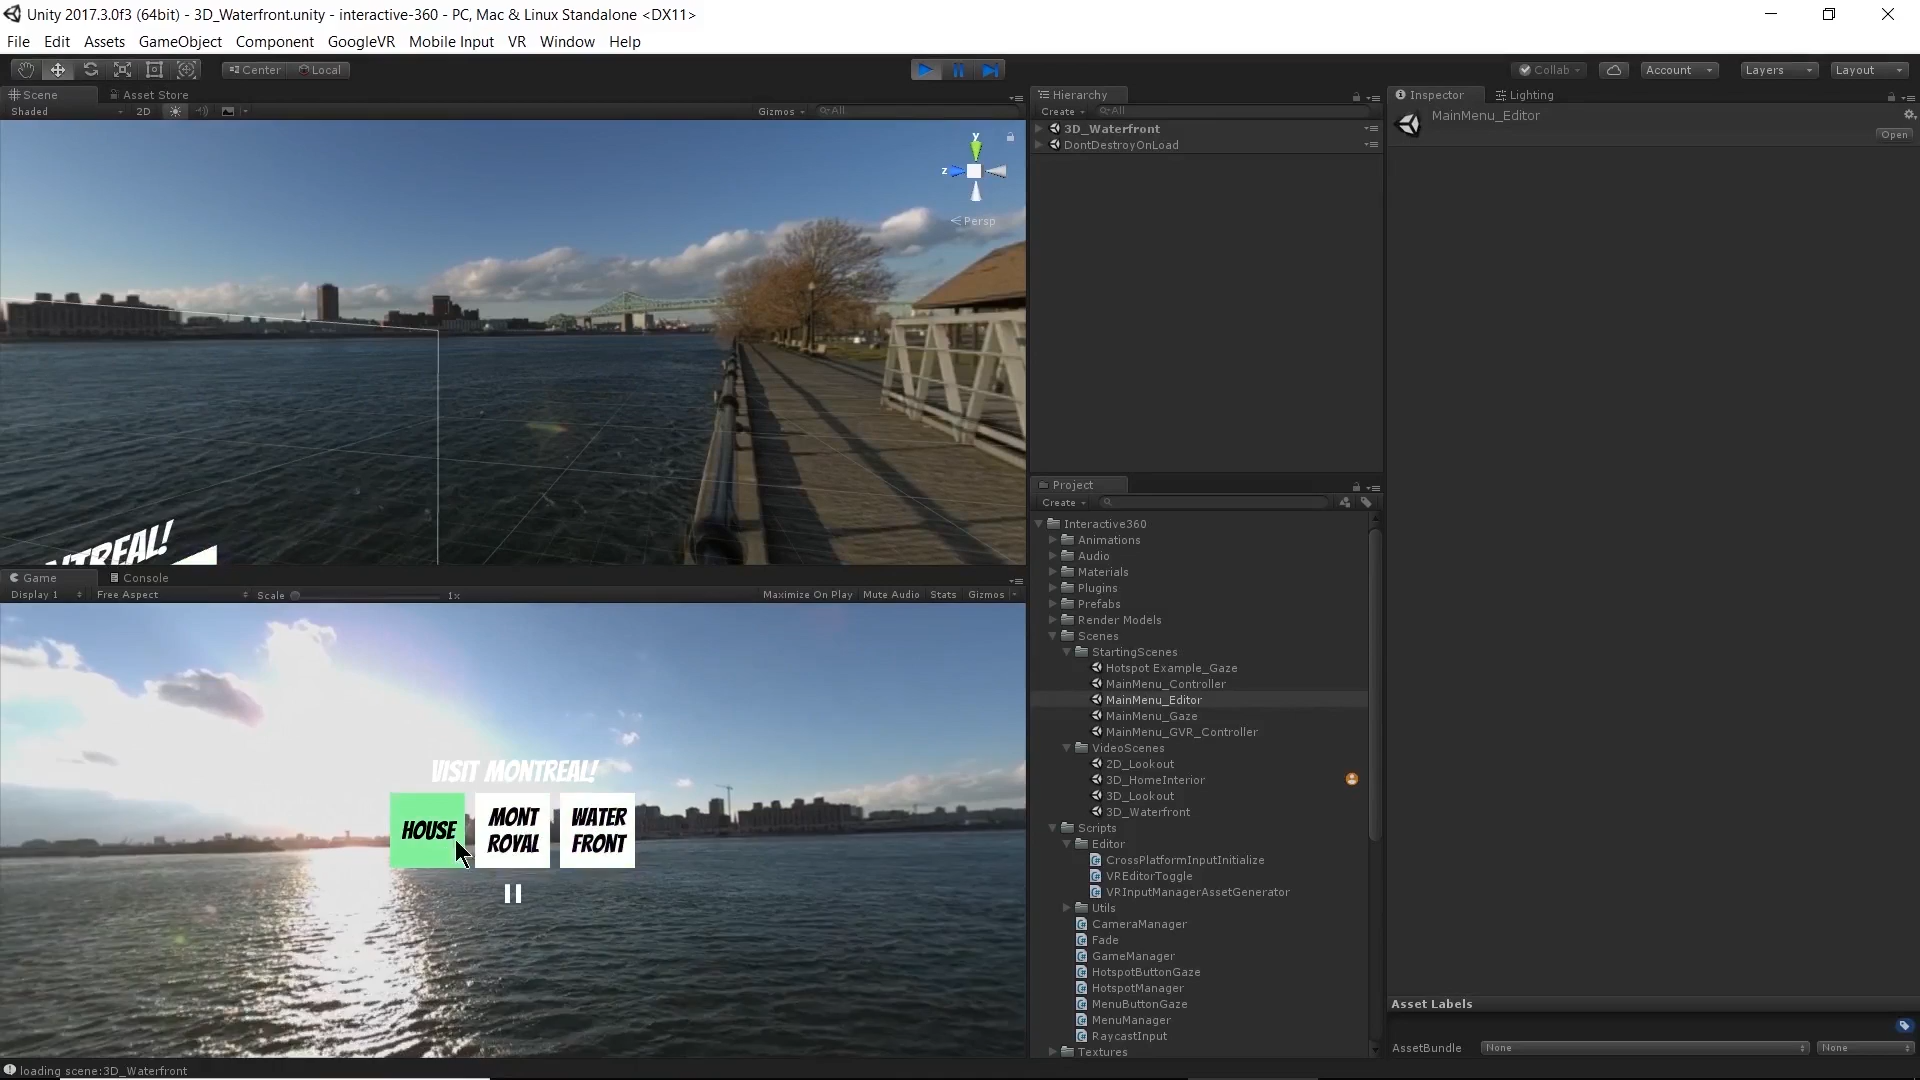 Unity 2017.3.0f3 (64bit) - 3D_Waterfront.unity - interactive-360 - PC, Mac & Linux Standalone <DX11>
File Edit Assets GameObject Component GoogleVR Mobile Input VR Window Help
Center Local Collab Account Layers Layout
Scene Asset Store
Shaded 2D Gizmos All
y
z
Persp
NTREAL!
Game Console
Display 1 Free Aspect Scale 1x Maximize On Play Mute Audio Stats Gizmos
VISIT MONTREAL!
HOUSE
MONT ROYAL
WATER FRONT
loading scene:3D_Waterfront
Hierarchy
Create All
3D_Waterfront
DontDestroyOnLoad
Project
Create
Interactive360
Animations
Audio
Materials
Plugins
Prefabs
Render Models
Scenes
StartingScenes
Hotspot Example_Gaze
MainMenu_Controller
MainMenu_Editor
MainMenu_Gaze
MainMenu_GVR_Controller
VideoScenes
2D_Lookout
3D_HomeInterior
3D_Lookout
3D_Waterfront
Scripts
Editor
CrossPlatformInputInitialize
VREditorToggle
VRInputManagerAssetGenerator
Utils
CameraManager
Fade
GameManager
HotspotButtonGaze
HotspotManager
MenuButtonGaze
MenuManager
RaycastInput
Textures
Inspector Lighting
MainMenu_Editor
Open
Asset Labels
AssetBundle None None